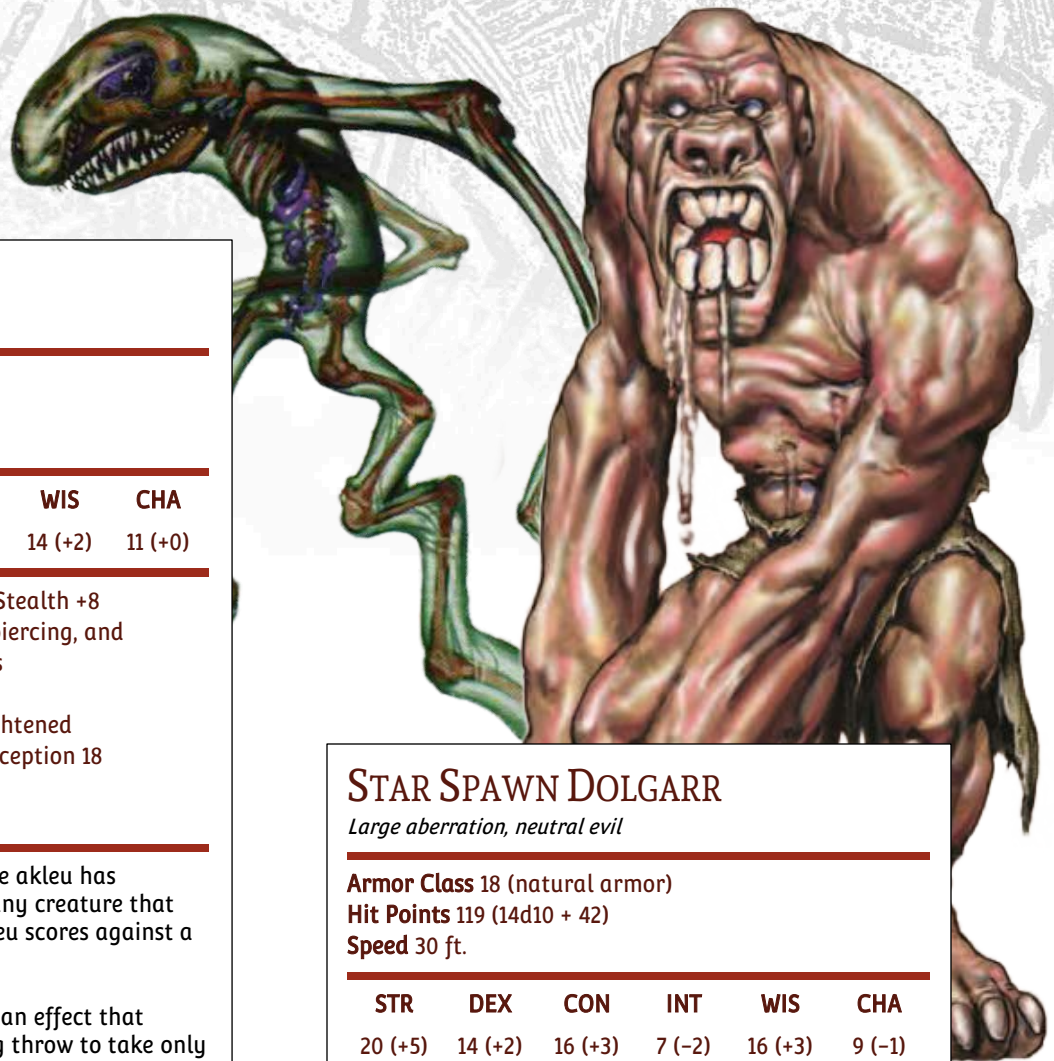 WIS CHA
14 (+2) 11 (+0)
Stealth +8
piercing, and
htened
ception 18
e akleu has
any creature that
eu scores against a
an effect that
g throw to take only
STAR SPAWN DOLGARR
Large aberration, neutral evil
Armor Class 18 (natural armor)
Hit Points 119 (14d10 + 42)
Speed 30 ft.
STR DEX CON INT WIS CHA
20 (+5) 14 (+2) 16 (+3) 7 (−2) 16 (+3) 9 (−1)